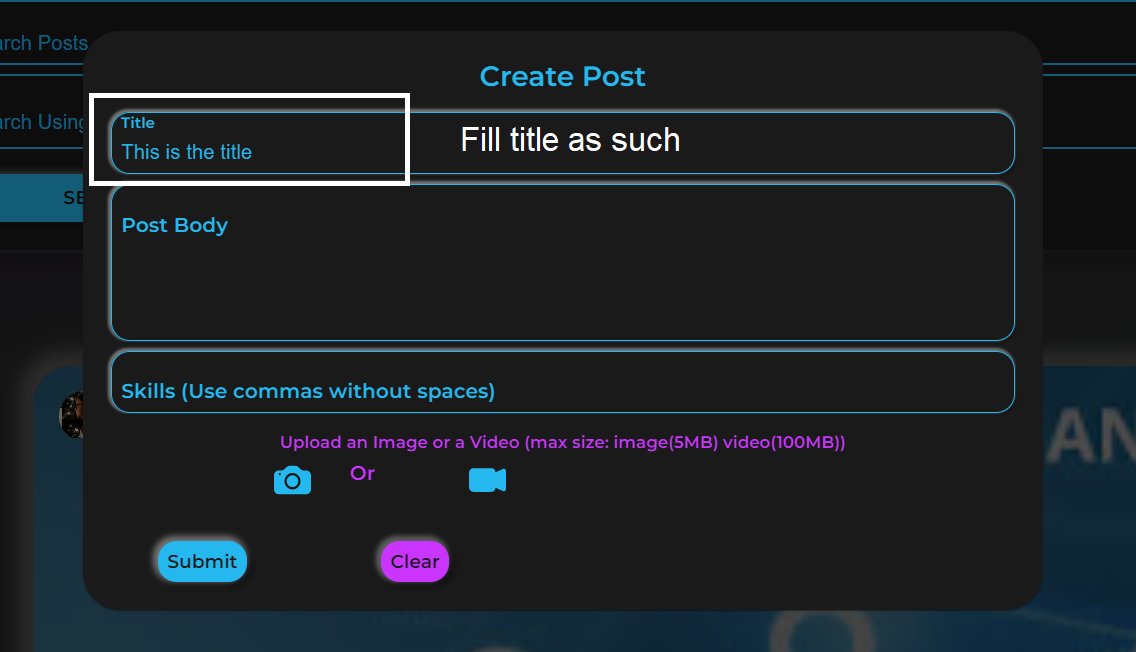 arch Posts
Create Post
Title
This is the title
Fill title as such
arch Using
SE
Post Body
Skills (Use commas without spaces)
Upload an Image or a Video (max size: image(5MB) video(100MB))
Or
AN
Submit
Clear